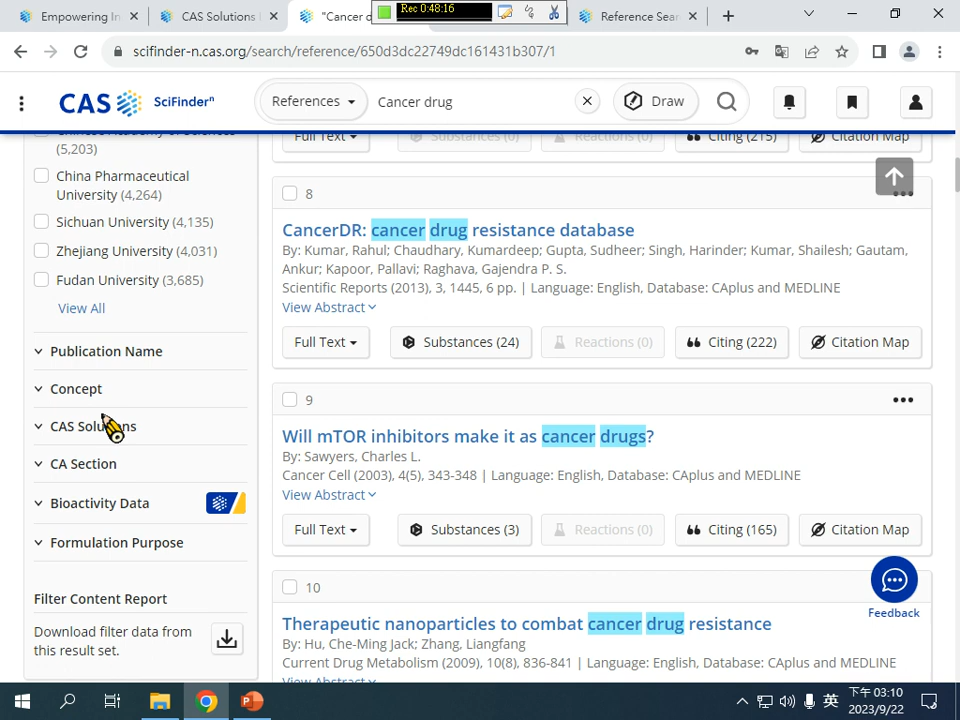 Empowering In
CAS Solutions
"Cancer d
Rec 0:48:16
Reference Sear
scifinder-n.cas.org/search/reference/650d3dc22749dc161431b307/1
CAS SciFinderⁿ
References
Cancer drug
Draw
(5,203)
China Pharmaceutical
University (4,264)
Sichuan University (4,135)
Zhejiang University (4,031)
Fudan University (3,685)
View All
Publication Name
Concept
CAS Solutions
CA Section
Bioactivity Data
Formulation Purpose
Filter Content Report
Download filter data from
this result set.
Full Text
Substances (0)
Reactions (0)
Citing (215)
Citation Map
8
CancerDR: cancer drug resistance database
By: Kumar, Rahul; Chaudhary, Kumardeep; Gupta, Sudheer; Singh, Harinder; Kumar, Shailesh; Gautam,
Ankur; Kapoor, Pallavi; Raghava, Gajendra P. S.
Scientific Reports (2013), 3, 1445, 6 pp. | Language: English, Database: CAplus and MEDLINE
View Abstract
Full Text
Substances (24)
Reactions (0)
Citing (222)
Citation Map
9
Will mTOR inhibitors make it as cancer drugs?
By: Sawyers, Charles L.
Cancer Cell (2003), 4(5), 343-348 | Language: English, Database: CAplus and MEDLINE
View Abstract
Full Text
Substances (3)
Reactions (0)
Citing (165)
Citation Map
10
Therapeutic nanoparticles to combat cancer drug resistance
By: Hu, Che-Ming Jack; Zhang, Liangfang
Current Drug Metabolism (2009), 10(8), 836-841 | Language: English, Database: CAplus and MEDLINE
View Abstract
Feedback
英
下午 03:10
2023/9/22